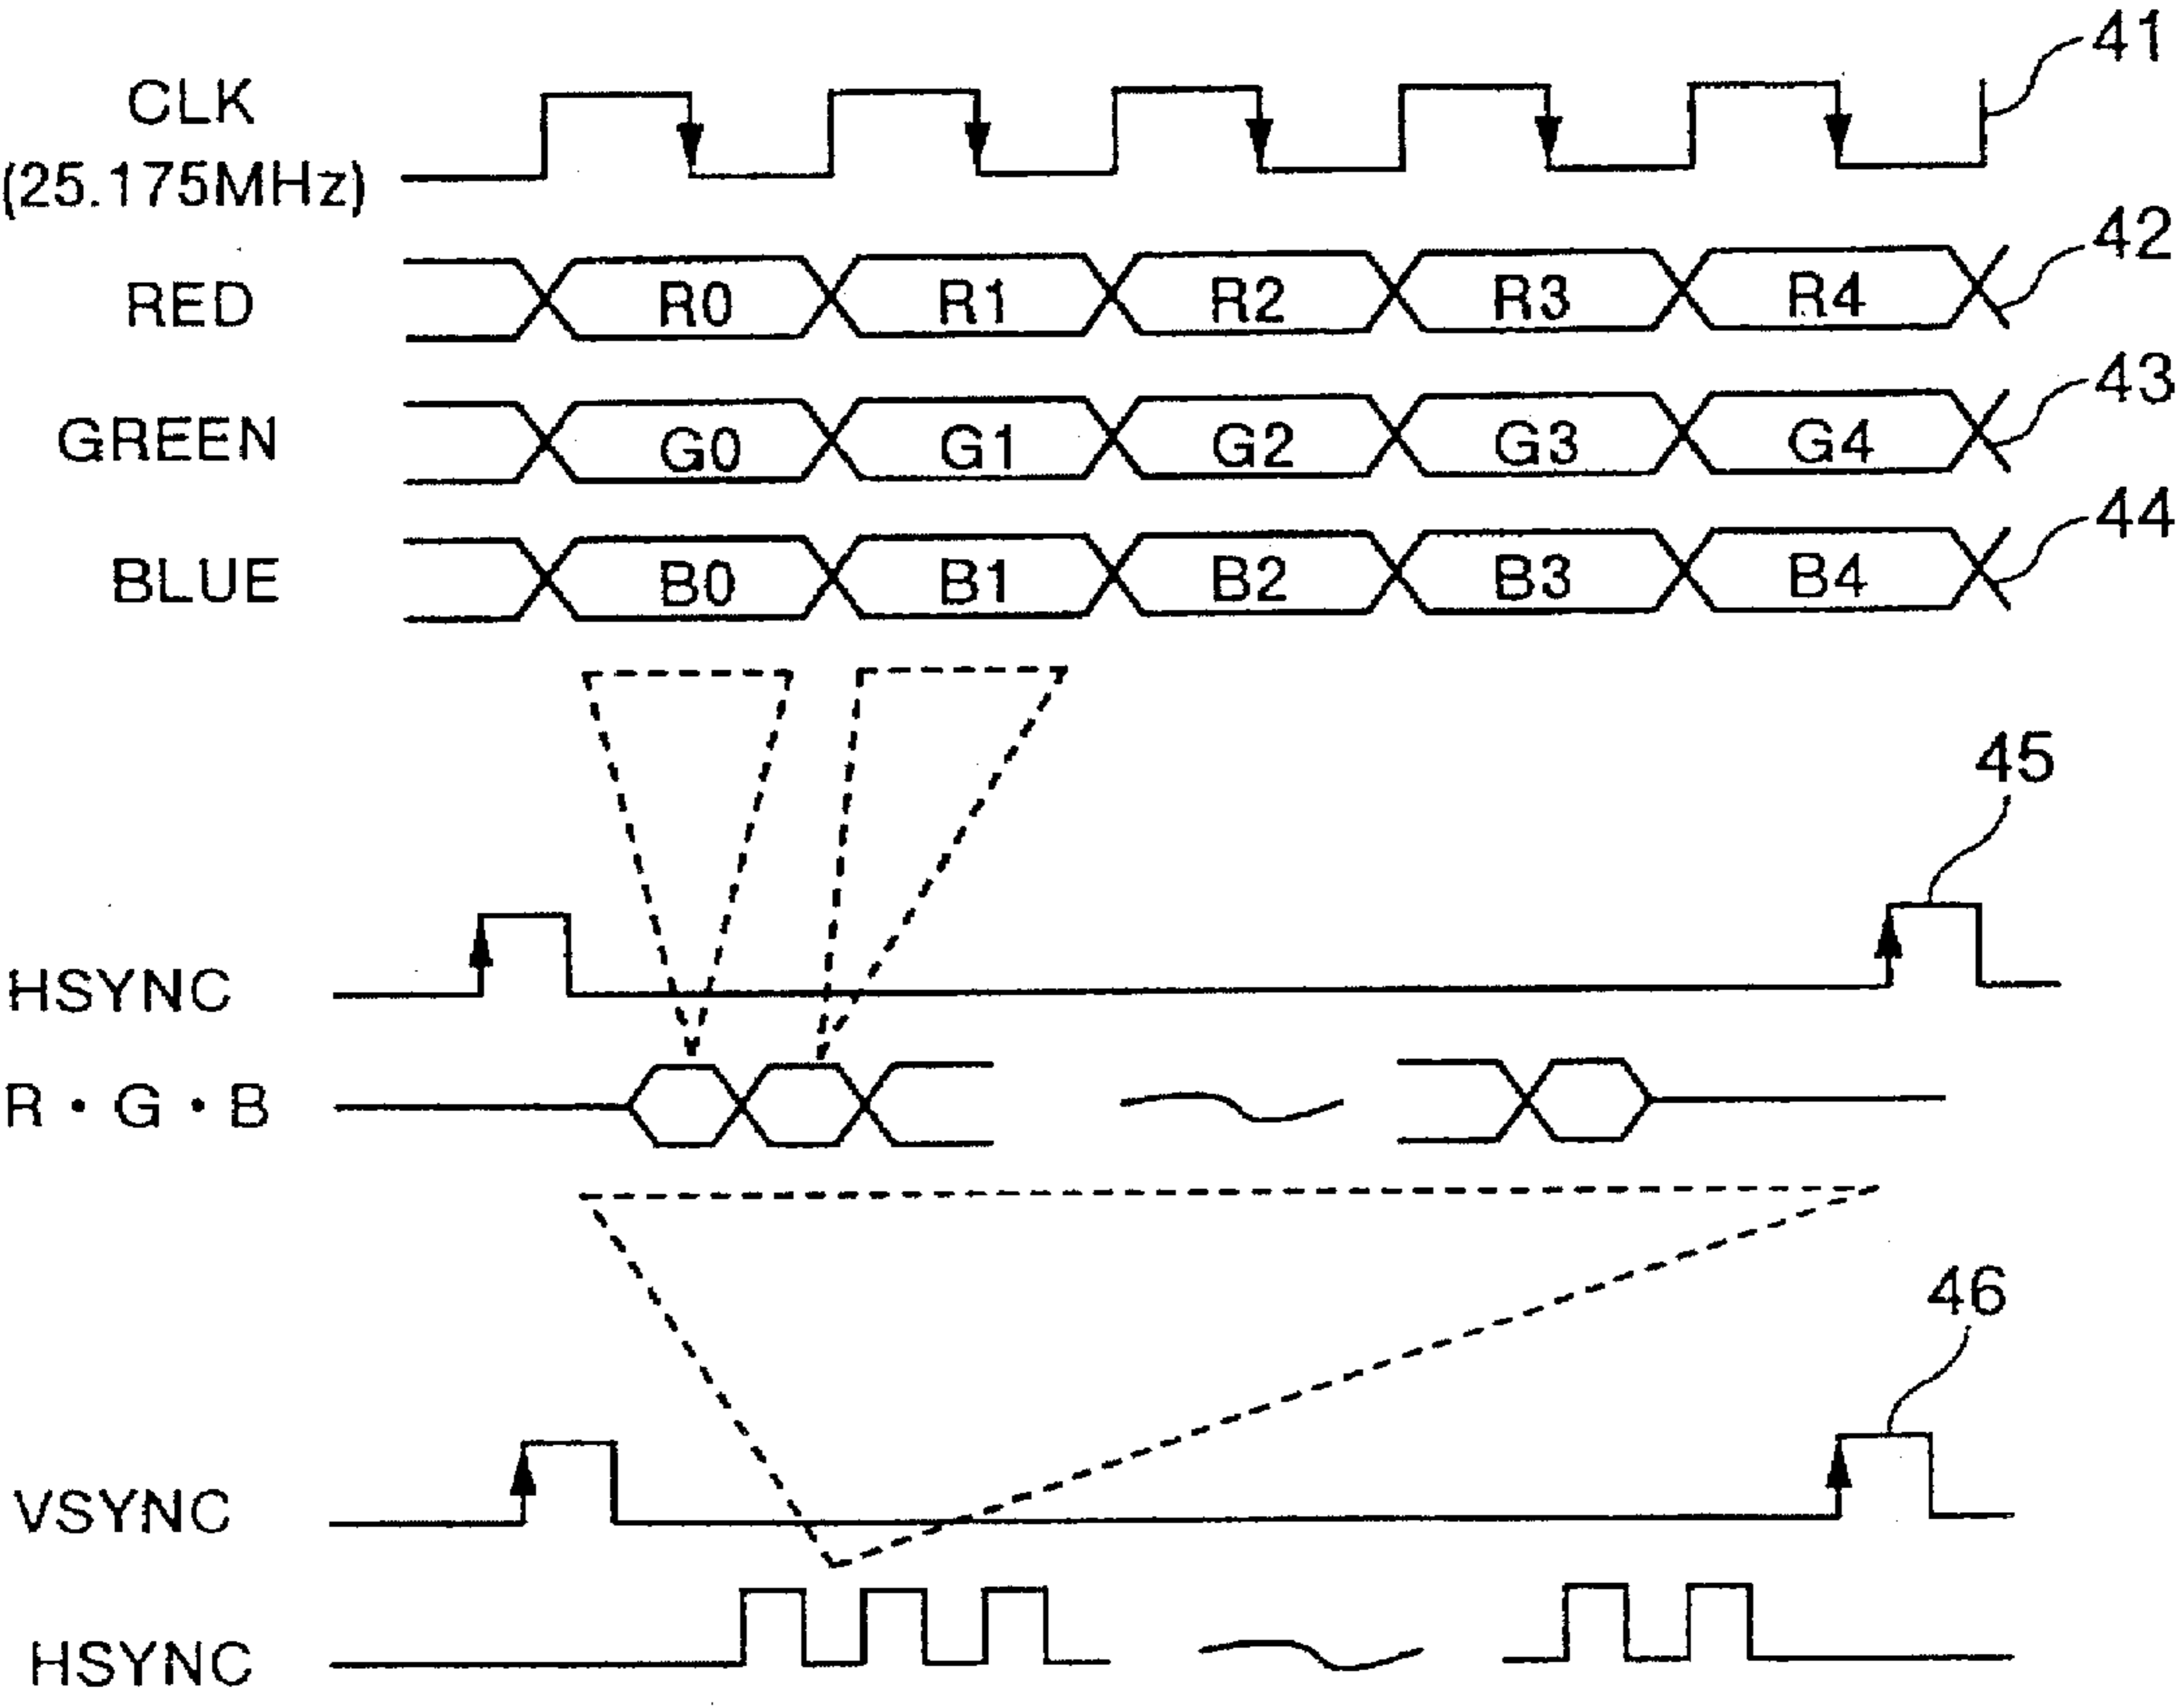 41
CLK
(25.175MHz)
42
RED R0 R1 R2 R3 R4
43
GREEN G0 G1 G2 G3 G4
44
BLUE B0 B1 B2 B3 B4
45
HSYNC
R・G・B
46
VSYNC
HSYNC